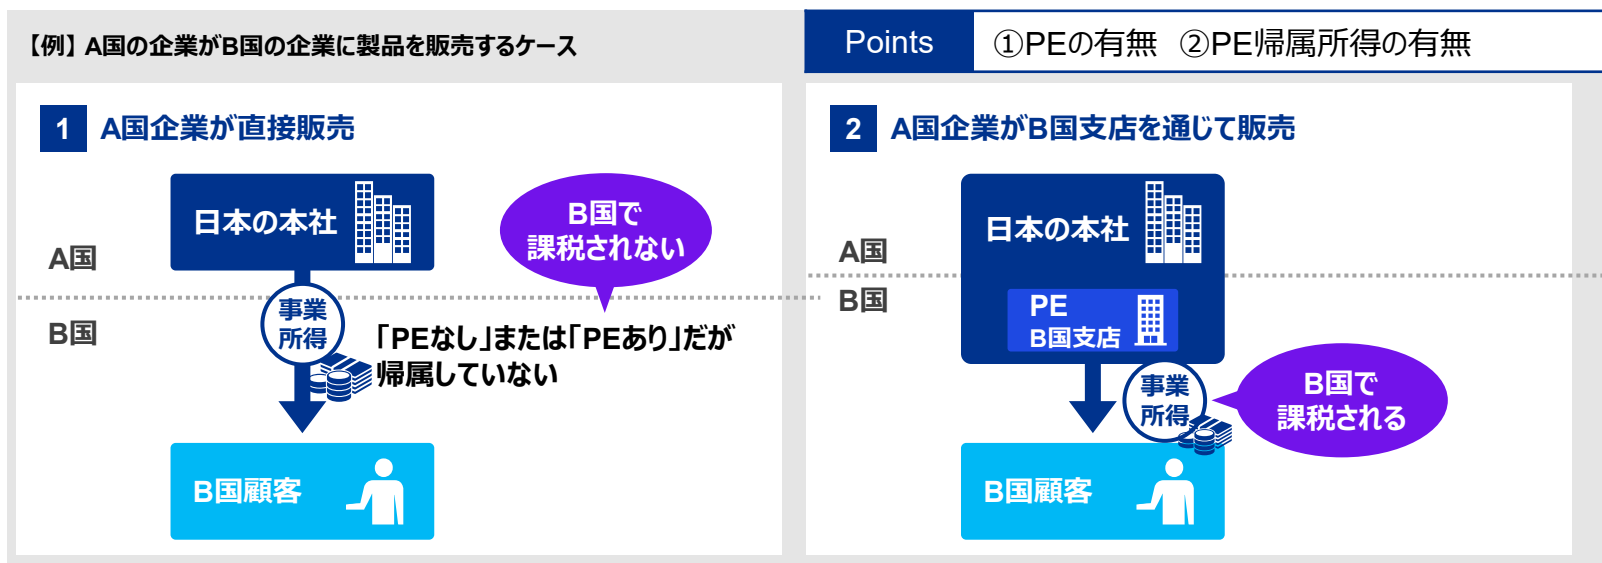 【例】 A国の企業がB国の企業に製品を販売するケース
Points
①PEの有無 ②PE帰属所得の有無
1 A国企業が直接販売
日本の本社
B国で
課税されない
A国
B国
事業
所得
「PEなし」または「PEあり」だが
帰属していない
B国顧客
2 A国企業がB国支店を通じて販売
日本の本社
A国
B国
PE
B国支店
事業
所得
B国で
課税される
B国顧客